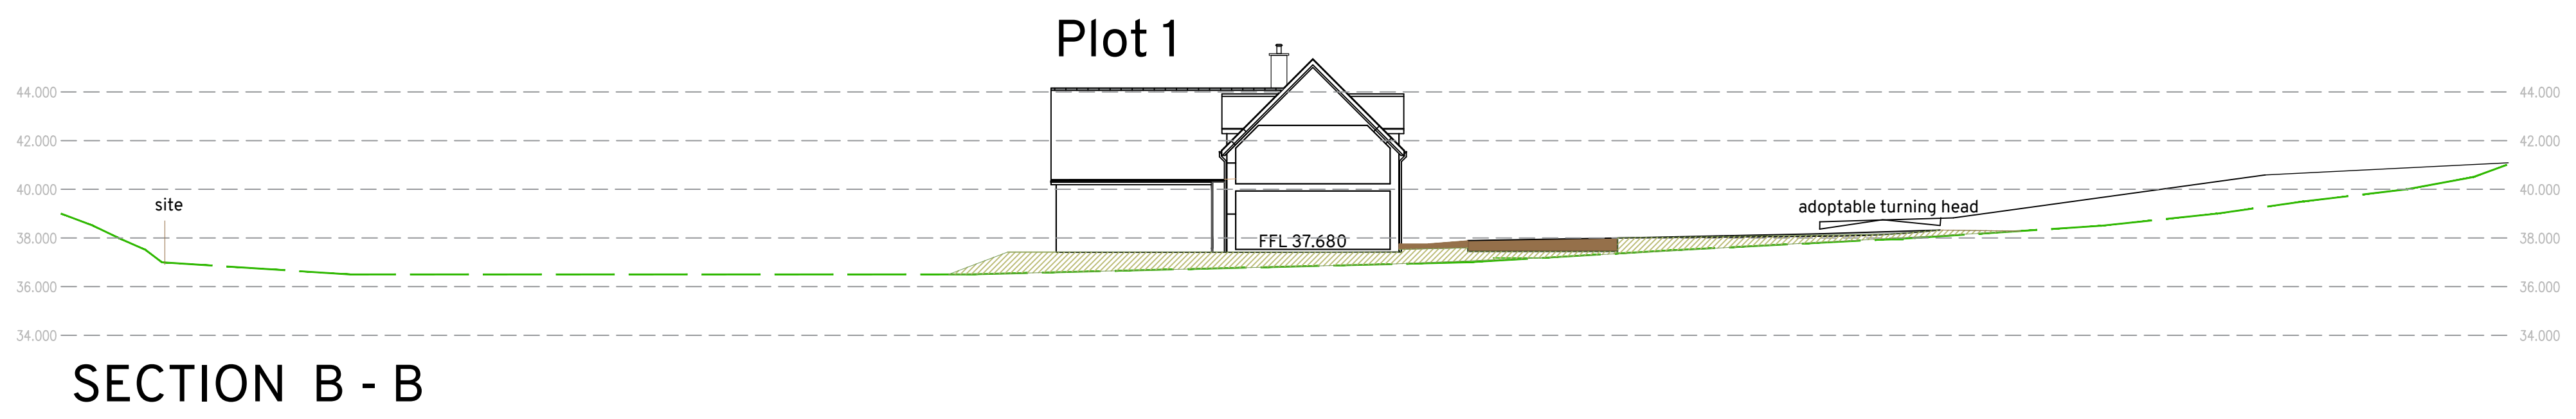 Plot 1
44.000 44.000
42.000 42.000
40.000 40.000
site
adoptable turning head
38.000 FFL 37.680 38.000
36.000 36.000
34.000 34.000
SECTION B - B